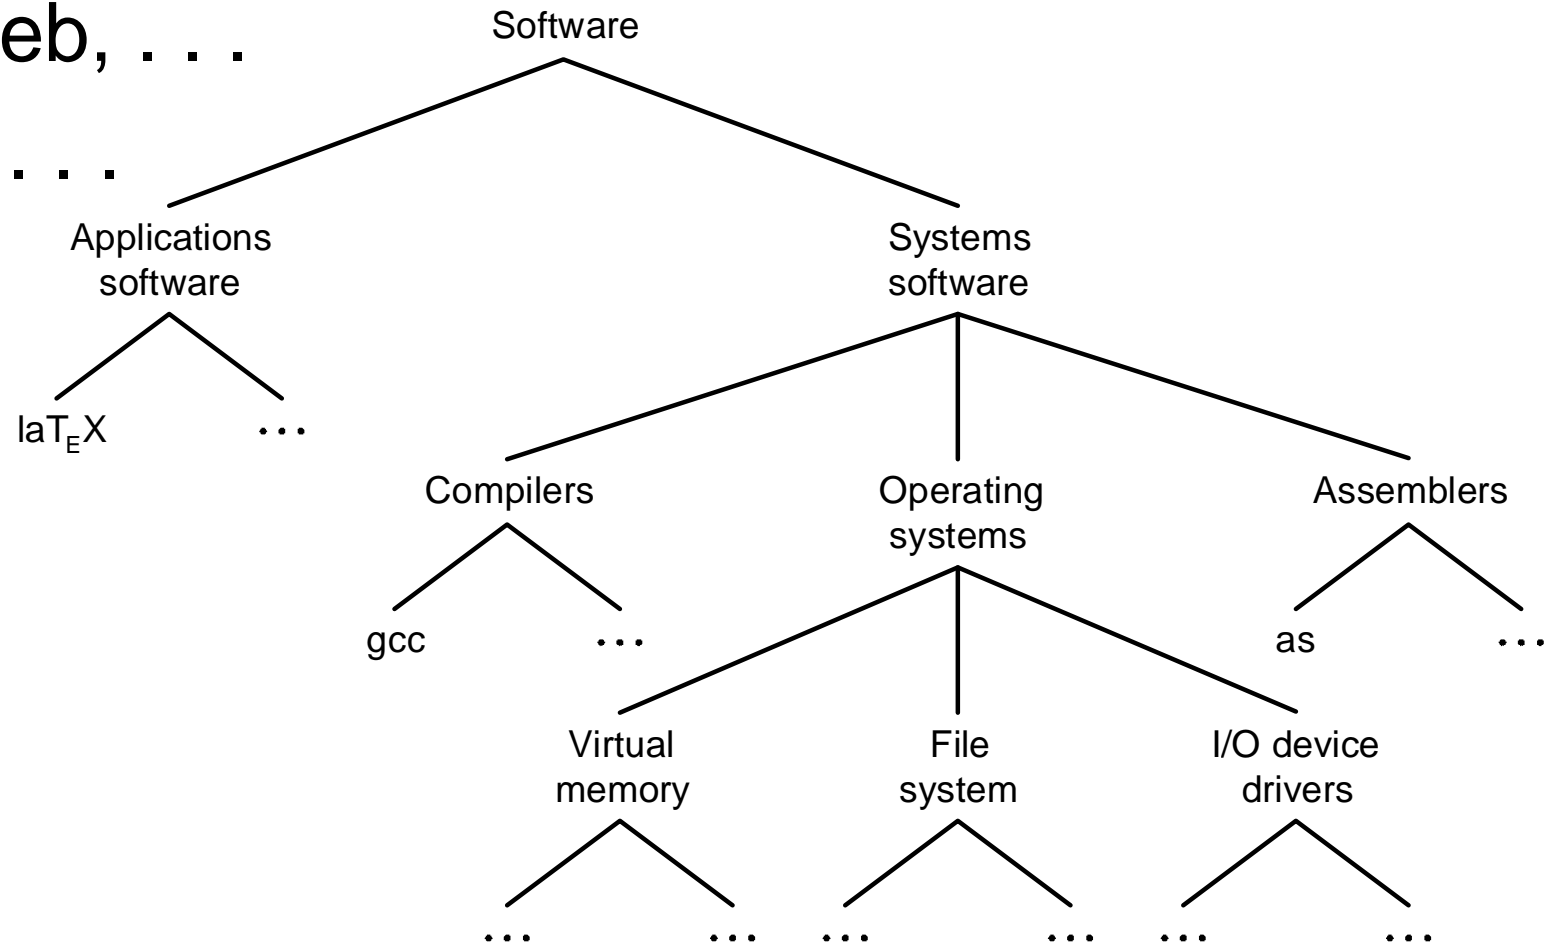 eb, . . .
Software
. . .
Applications
software
Systems
software
laTEX
...
Compilers
Operating
systems
Assemblers
gcc
...
as
...
Virtual
memory
File
system
I/O device
drivers
...
...
...
...
...
...